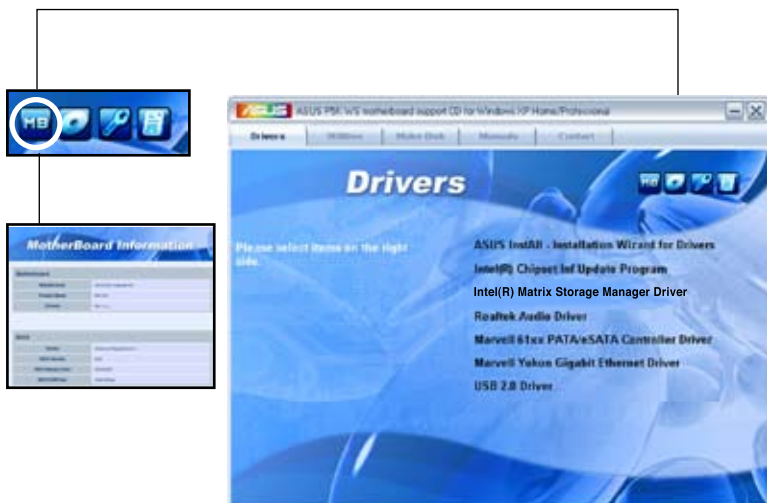 MB
ASUS P5K WS motherboard support CD for Windows XP Home/Professional
Drivers
Utilities
Make Disk
Manuals
Contact
Drivers
MB
Please select items on the right side.
ASUS InstAll - Installation Wizard for Drivers
Intel(R) Chipset Inf Update Program
Intel(R) Matrix Storage Manager Driver
Realtek Audio Driver
Marvell 61xx PATA/eSATA Controller Driver
Marvell Yukon Gigabit Ethernet Driver
USB 2.0 Driver
MotherBoard Information